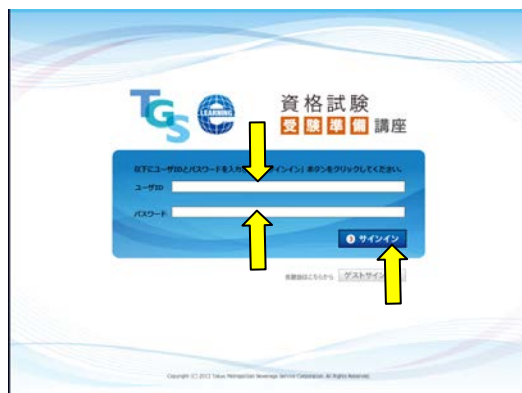 TGS
e LEARNING
資格試験
受験準備講座
以下にユーザIDとパスワードを入力 サインイン」ボタンをクリックしてください。
ユーザID
パスワード
サインイン
ゲストサイン
Copyright (C) 2013 Tokyo Metropolitan Sewerage Service Corporation. All Rights Reserved.